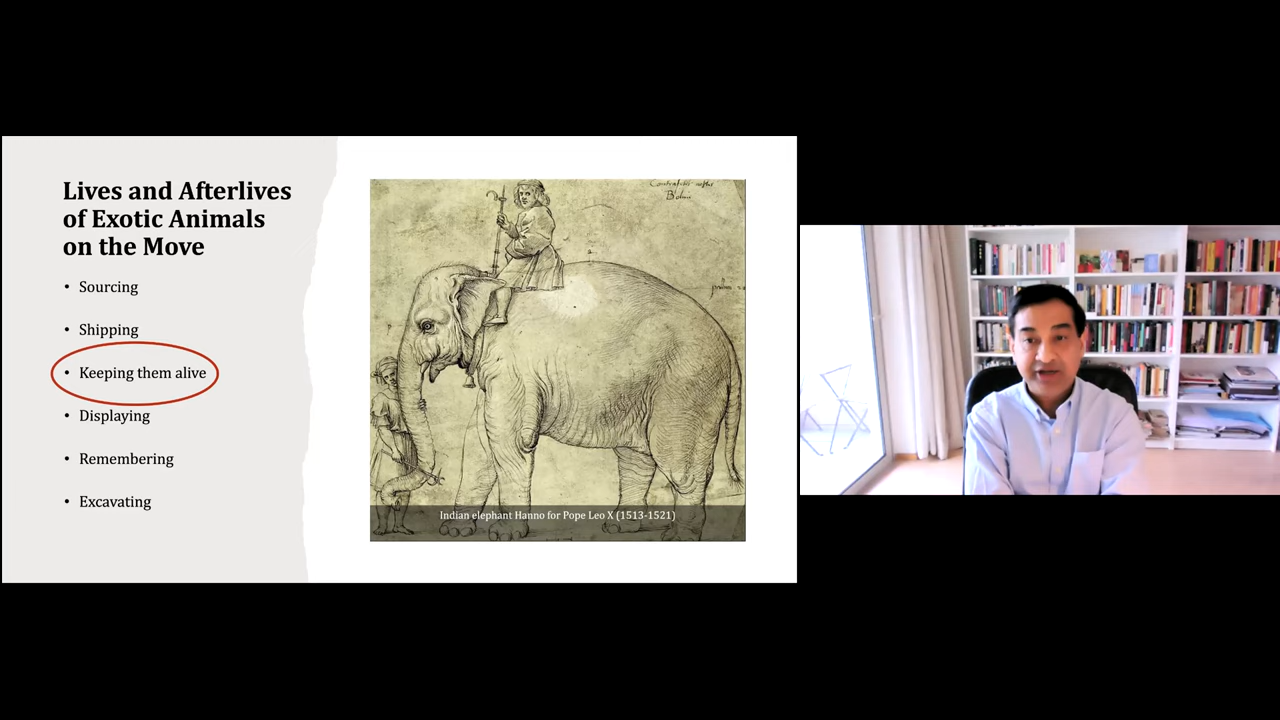 Lives and Afterlives
of Exotic Animals
on the Move
• Sourcing
• Shipping
• Keeping them alive
• Displaying
• Remembering
• Excavating
Indian elephant Hanno for Pope Leo X (1513-1521)